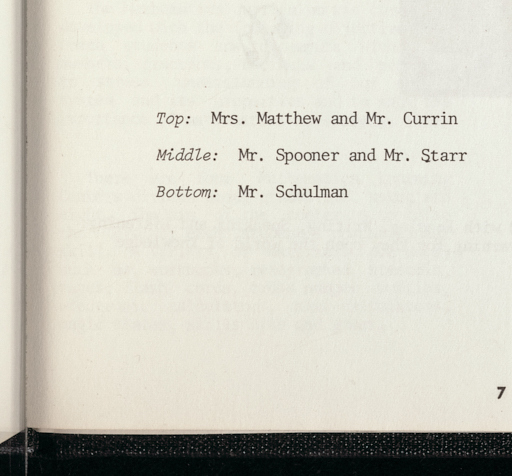 Top: Mrs. Matthew and Mr. Currin
Middle: Mr. Spooner and Mr. Starr
Bottom: Mr. Schulman
7